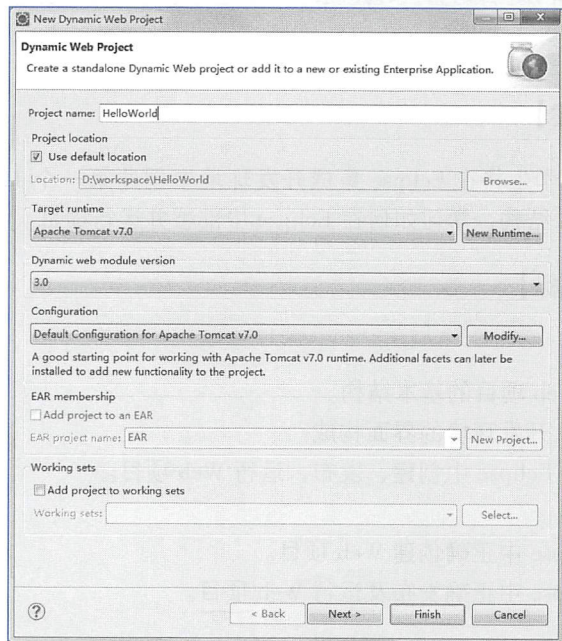 New Dynamic Web Project
Dynamic Web Project
Create a standalone Dynamic Web project or add it to a new or existing Enterprise Application.
Project name: HelloWorld
Project location
Use default location
Location: D:\workspace\HelloWorld Browse...
Target runtime
Apache Tomcat v7.0 New Runtime...
Dynamic web module version
3.0
Configuration
Default Configuration for Apache Tomcat v7.0 Modify...
A good starting point for working with Apache Tomcat v7.0 runtime. Additional facets can later be
installed to add new functionality to the project.
EAR membership
Add project to an EAR
EAR project name: EAR New Project...
Working sets
Add project to working sets
Working sets: Select...
? < Back Next > Finish Cancel